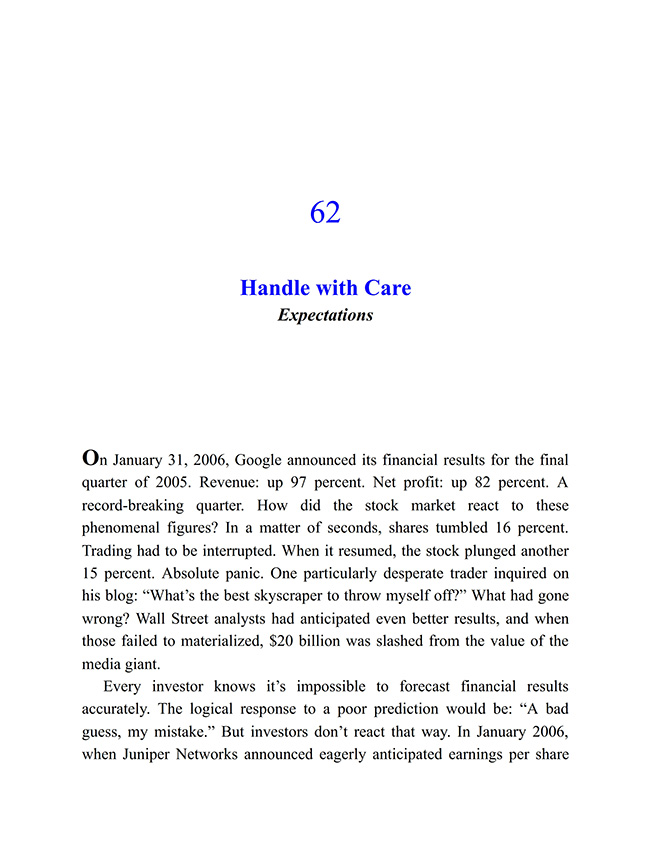 62
Handle with Care
Expectations
On January 31, 2006, Google announced its financial results for the final
quarter of 2005. Revenue: up 97 percent. Net profit: up 82 percent. A
record-breaking quarter. How did the stock market react to these
phenomenal figures? In a matter of seconds, shares tumbled 16 percent.
Trading had to be interrupted. When it resumed, the stock plunged another
15 percent. Absolute panic. One particularly desperate trader inquired on
his blog: “What’s the best skyscraper to throw myself off?” What had gone
wrong? Wall Street analysts had anticipated even better results, and when
those failed to materialized, $20 billion was slashed from the value of the
media giant.
Every investor knows it’s impossible to forecast financial results
accurately. The logical response to a poor prediction would be: “A bad
guess, my mistake.” But investors don’t react that way. In January 2006,
when Juniper Networks announced eagerly anticipated earnings per share